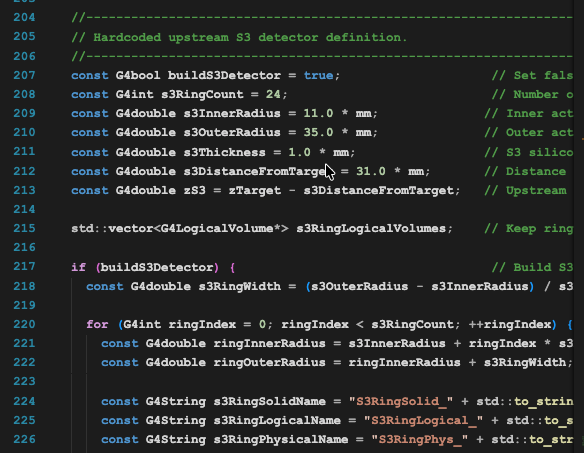 204 //----------------------------------------------------------------
205 // Hardcoded upstream S3 detector definition.
206 //----------------------------------------------------------------
207 const G4bool buildS3Detector = true; // Set fals
208 const G4int s3RingCount = 24; // Number o
209 const G4double s3InnerRadius = 11.0 * mm; // Inner act
210 const G4double s3OuterRadius = 35.0 * mm; // Outer act
211 const G4double s3Thickness = 1.0 * mm; // S3 silico
212 const G4double s3DistanceFromTarget = 31.0 * mm; // Distance
213 const G4double zS3 = zTarget - s3DistanceFromTarget; // Upstream
214
215 std::vector<G4LogicalVolume*> s3RingLogicalVolumes; // Keep ring
216
217 if (buildS3Detector) { // Build S3
218 const G4double s3RingWidth = (s3OuterRadius - s3InnerRadius) / s3
219
220 for (G4int ringIndex = 0; ringIndex < s3RingCount; ++ringIndex) {
221 const G4double ringInnerRadius = s3InnerRadius + ringIndex * s3
222 const G4double ringOuterRadius = ringInnerRadius + s3RingWidth;
223
224 const G4String s3RingSolidName = "S3RingSolid_" + std::to_strin
225 const G4String s3RingLogicalName = "S3RingLogical_" + std::to_s
226 const G4String s3RingPhysicalName = "S3RingPhys_" + std::to_str